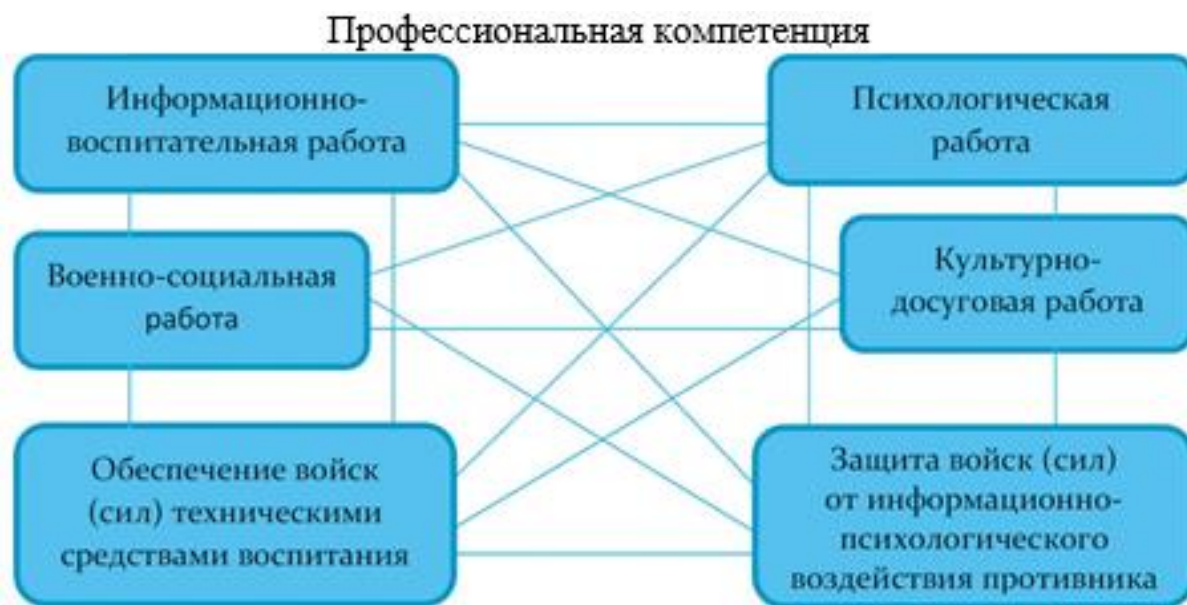 Профессиональная компетенция
Информационно-
воспитательная работа
Психологическая
работа
Военно-социальная
работа
Культурно-
досуговая работа
Обеспечение войск
(сил) техническими
средствами воспитания
Защита войск (сил)
от информационно-
психологического
воздействия противника